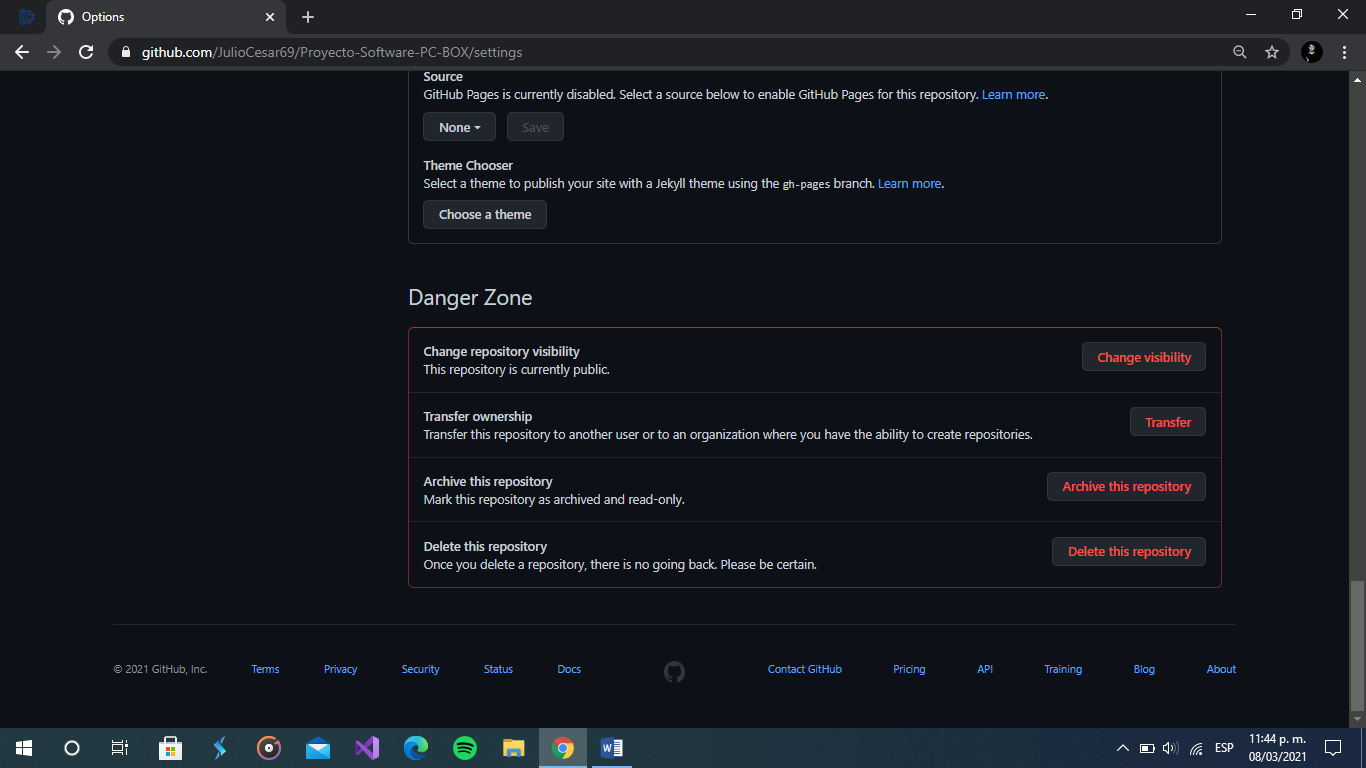 Options
github.com/JulioCesar69/Proyecto-Software-PC-BOX/settings
Source
GitHub Pages is currently disabled. Select a source below to enable GitHub Pages for this repository. Learn more.
None
Save
Theme Chooser
Select a theme to publish your site with a Jekyll theme using the gh-pages branch. Learn more.
Choose a theme
Danger Zone
Change repository visibility
This repository is currently public.
Change visibility
Transfer ownership
Transfer this repository to another user or to an organization where you have the ability to create repositories.
Transfer
Archive this repository
Mark this repository as archived and read-only.
Archive this repository
Delete this repository
Once you delete a repository, there is no going back. Please be certain.
Delete this repository
© 2021 GitHub, Inc. Terms Privacy Security Status Docs Contact GitHub Pricing API Training Blog About
ESP
11:44 p. m.
08/03/2021